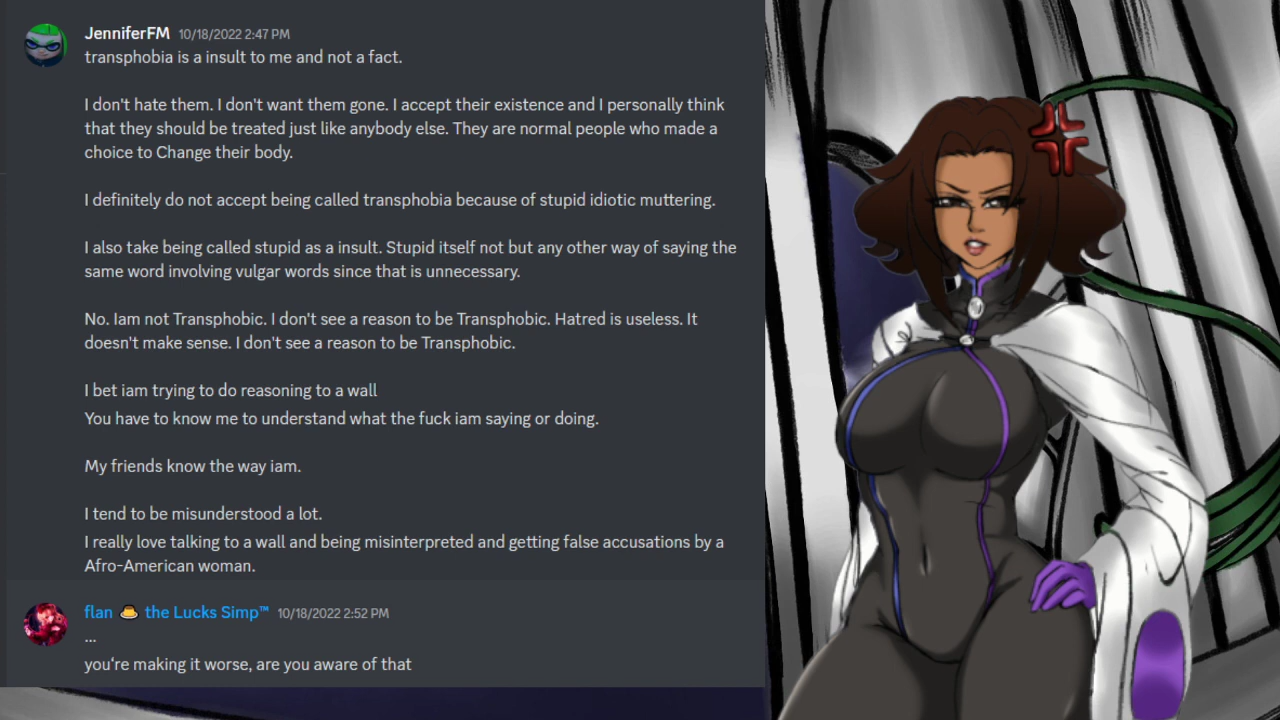 JenniferFM 10/18/2022 2:47 PM
transphobia is a insult to me and not a fact.
I don't hate them. I don't want them gone. I accept their existence and I personally think
that they should be treated just like anybody else. They are normal people who made a
choice to Change their body.
I definitely do not accept being called transphobia because of stupid idiotic muttering.
I also take being called stupid as a insult. Stupid itself not but any other way of saying the
same word involving vulgar words since that is unnecessary.
No. Iam not Transphobic. I don't see a reason to be Transphobic. Hatred is useless. It
doesn't make sense. I don't see a reason to be Transphobic.
I bet iam trying to do reasoning to a wall
You have to know me to understand what the fuck iam saying or doing.
My friends know the way iam.
I tend to be misunderstood a lot.
I really love talking to a wall and being misinterpreted and getting false accusations by a
Afro-American woman.
flan 🍮 the Lucks Simp™ 10/18/2022 2:52 PM
...
you're making it worse, are you aware of that